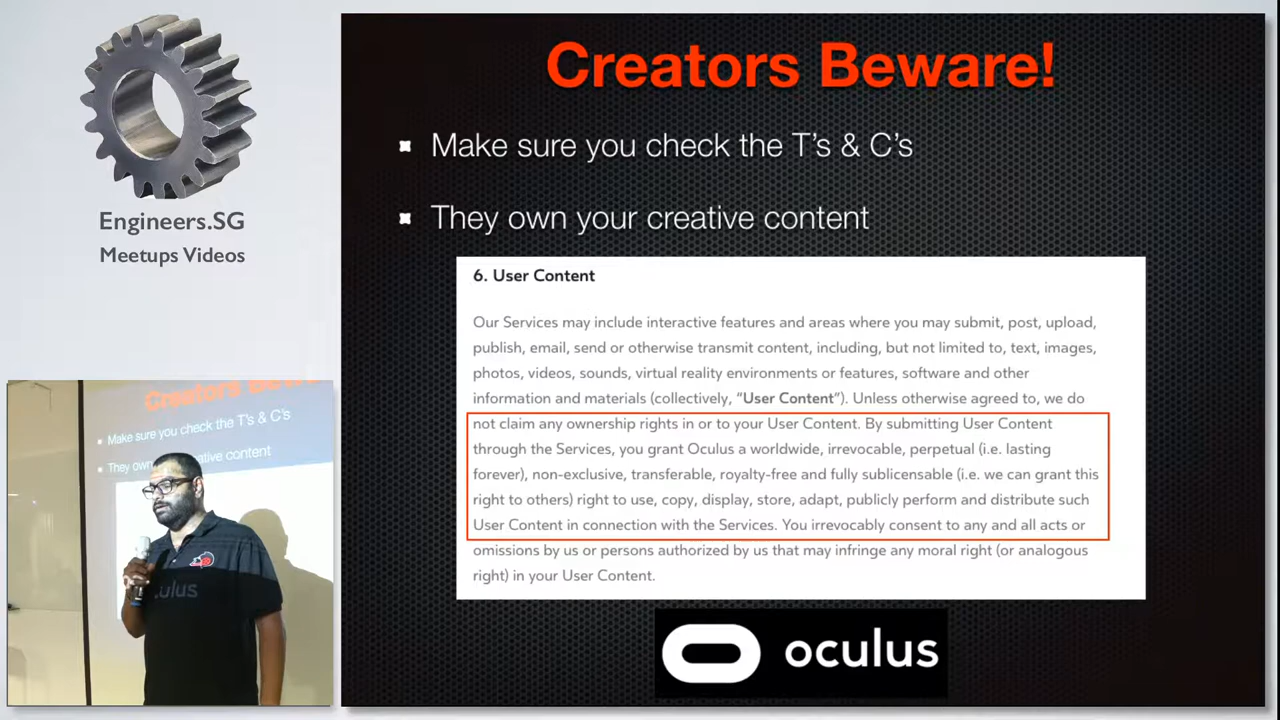 Creators Beware!
Make sure you check the T's & C's
They own your creative content
6. User Content
Our Services may include interactive features and areas where you may submit, post, upload,
publish, email, send or otherwise transmit content, including, but not limited to, text, images,
photos, videos, sounds, virtual reality environments or features, software and other
information and materials (collectively, “User Content”). Unless otherwise agreed to, we do
not claim any ownership rights in or to your User Content. By submitting User Content
through the Services, you grant Oculus a worldwide, irrevocable, perpetual (i.e. lasting
forever), non-exclusive, transferable, royalty-free and fully sublicensable (i.e. we can grant this
right to others) right to use, copy, display, store, adapt, publicly perform and distribute such
User Content in connection with the Services. You irrevocably consent to any and all acts or
omissions by us or persons authorized by us that may infringe any moral right (or analogous
right) in your User Content.
oculus
Engineers.SG
Meetups Videos
Creators
Make sure you check the T's & C's
They creative content